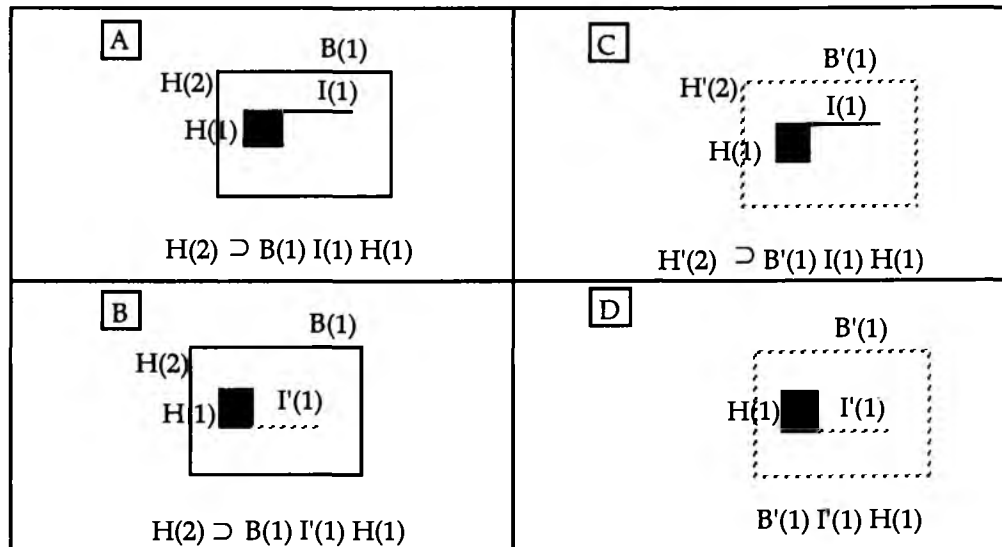 A
B(1)
H(2)
I(1)
H(1)
H(2) ⊃ B(1) I(1) H(1)
C
B'(1)
H'(2)
I(1)
H(1)
H'(2) ⊃ B'(1) I(1) H(1)
B
B(1)
H(2)
H(1) I'(1)
H(2) ⊃ B(1) I'(1) H(1)
D
B'(1)
H(1) I'(1)
B'(1) I'(1) H(1)